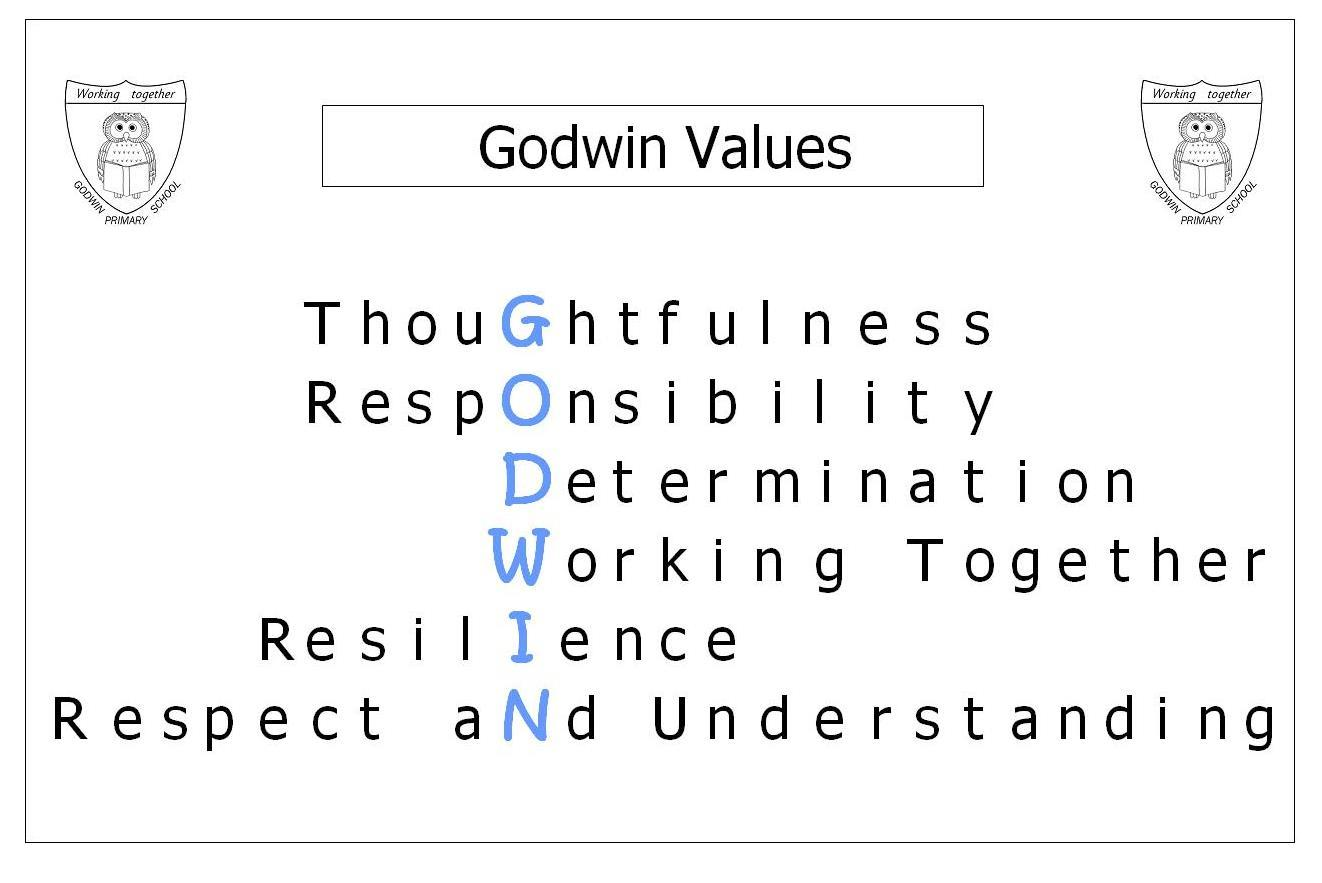 Working together
GODWIN PRIMARY SCHOOL
Godwin Values
Working together
GODWIN PRIMARY SCHOOL
ThouGhtfulness
RespOnsibility
Determination
Working Together
ResilIence
Respect aNd Understanding